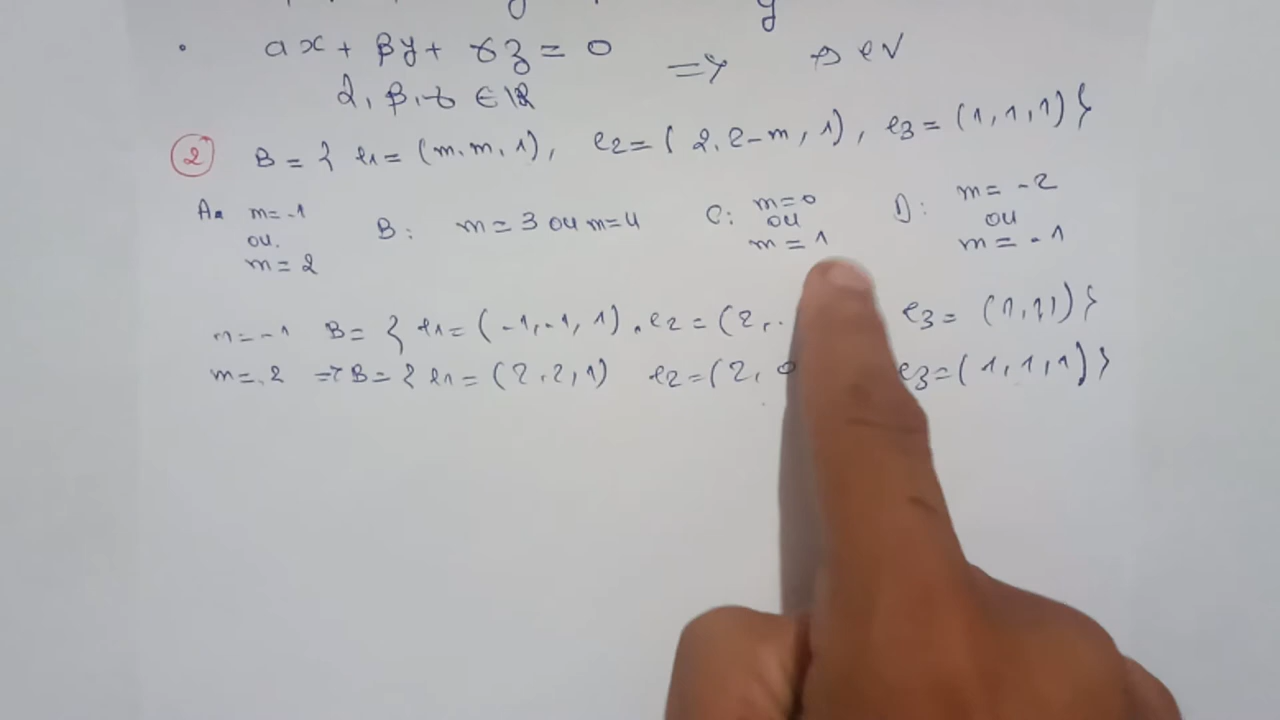 • αx + βy + γz = 0 => s ev
α, β, γ ∈ IR
② B = { e1 = (m, m, 1), e2 = (2, 2-m, 1), e3 = (1, 1, 1) }
A: m = -1 ou. m = 2 B: m = 3 ou m = 4 C: m = 0 ou m = 1 D: m = -2 ou m = -1
m = -1 B = { e1 = (-1, -1, 1), e2 = (2, e3 = (1, 1, 1) }
m = 2 => B = { e1 = (2, 2, 1) e2 = (2, 0 e3 = (1, 1, 1) }